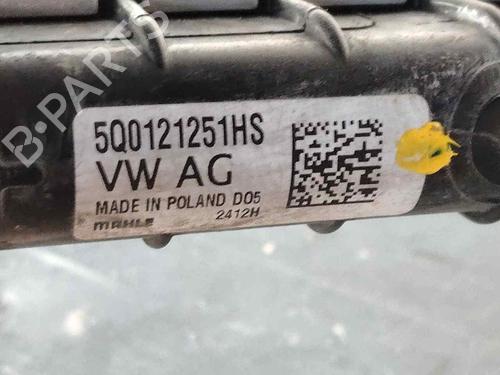 B-PARTS
5Q0121251HS
VW AG
MADE IN POLAND D05
2412H
MAHLE